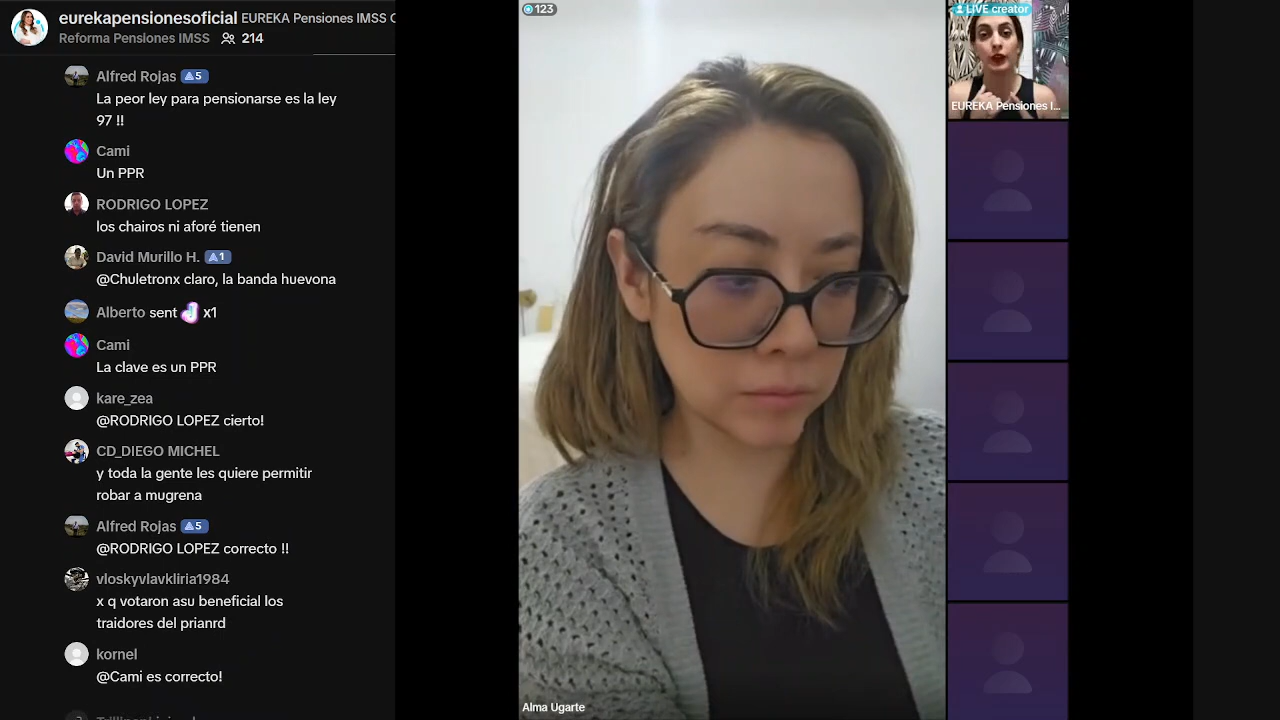 eurekapensionesoficial EUREKA Pensiones IMSS
Reforma Pensiones IMSS 214
Alfred Rojas 5
La peor ley para pensionarse es la ley
97 !!
Cami
Un PPR
RODRIGO LOPEZ
los chairos ni aforé tienen
David Murillo H. 1
@Chuletronx claro, la banda huevona
Alberto sent x1
Cami
La clave es un PPR
kare_zea
@RODRIGO LOPEZ cierto!
CD_DIEGO MICHEL
y toda la gente les quiere permitir
robar a mugrena
Alfred Rojas 5
@RODRIGO LOPEZ correcto !!
vloskyvlavkliria1984
x q votaron asu beneficial los
traidores del prianrd
kornel
@Cami es correcto!
123
Alma Ugarte
LIVE creator
EUREKA Pensiones I...